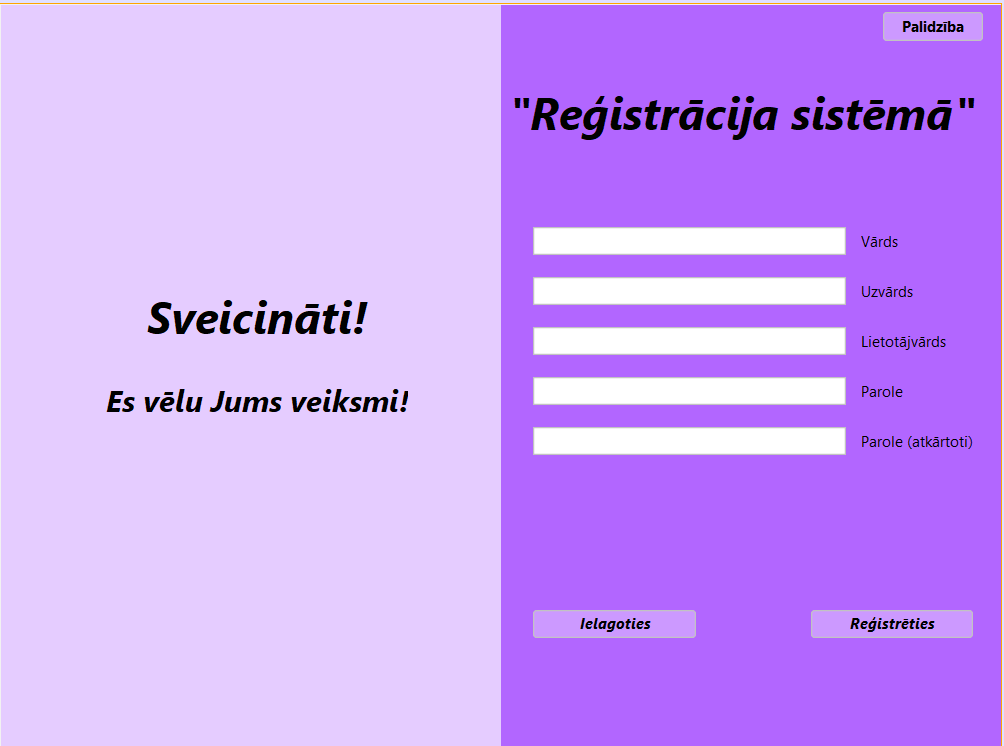 Palidzība
"Reģistrācija sistēmā"
Vārds
Uzvārds
Sveicināti!
Lietotājvārds
Es vēlu Jums veiksmi!
Parole
Parole (atkārtoti)
Ielagoties
Reģistrēties